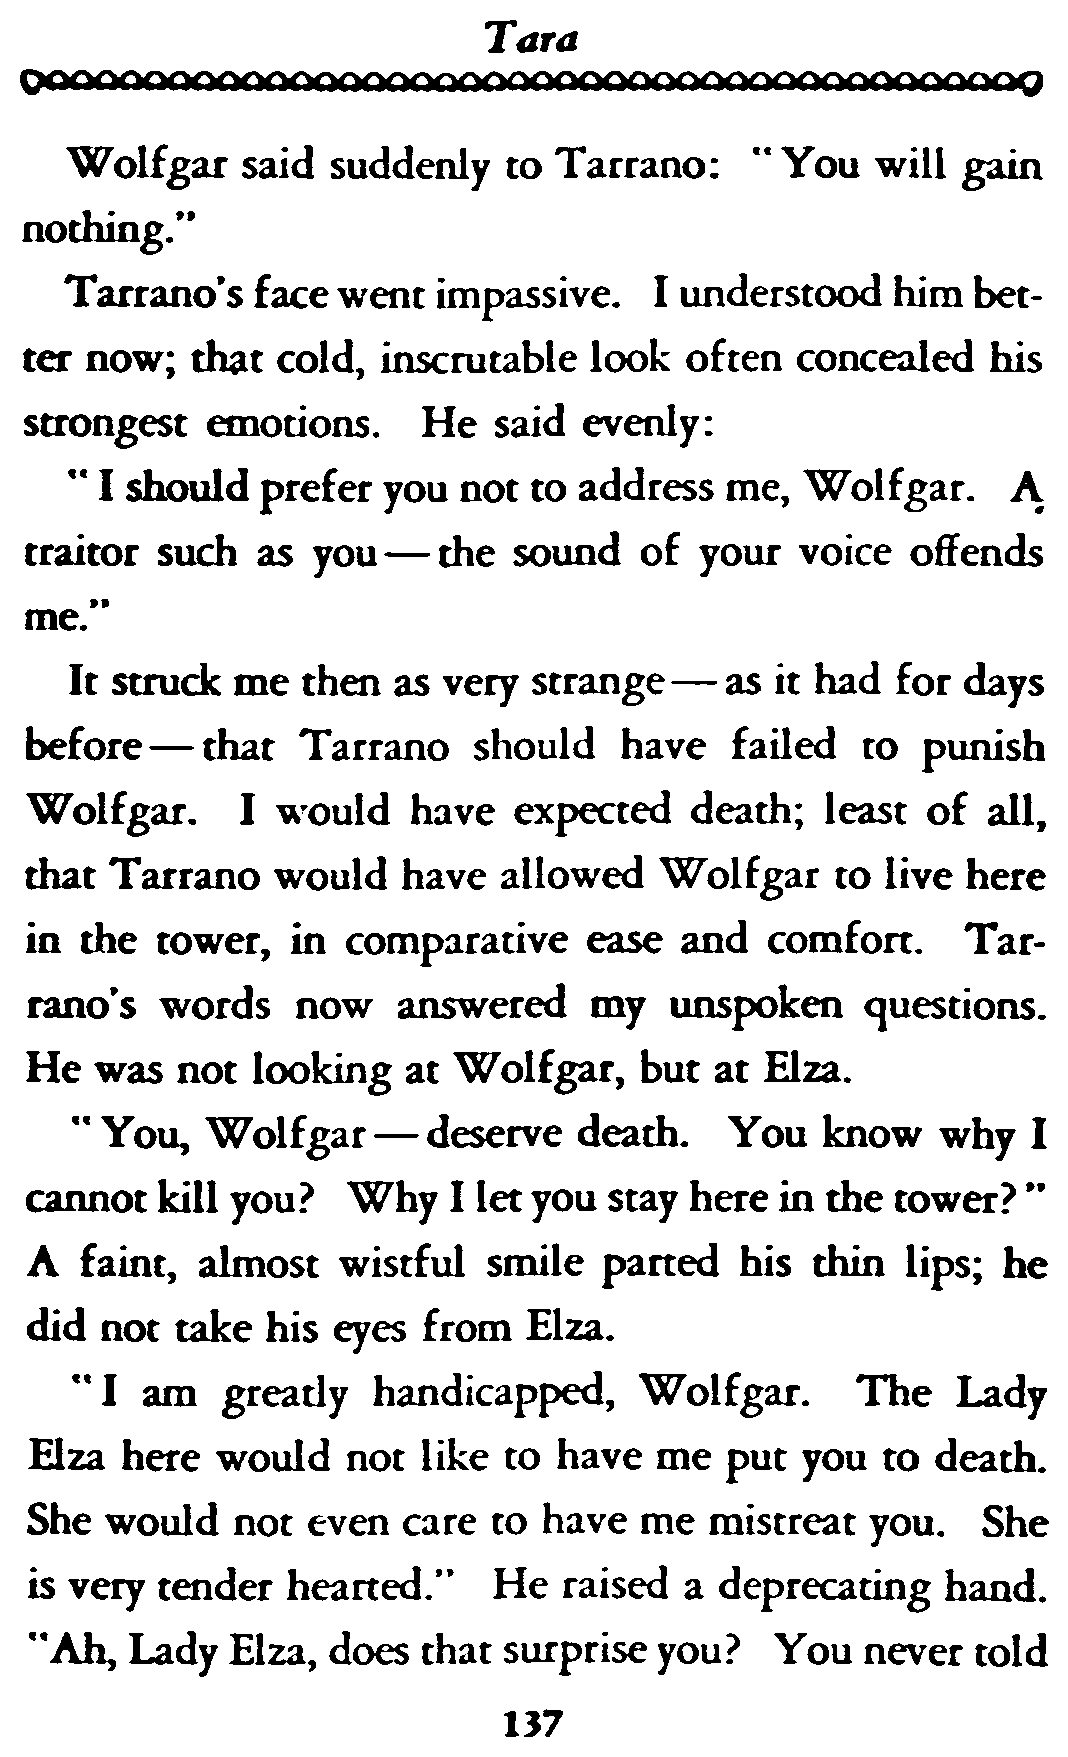 Tara
Wolfgar said suddenly to Tarrano: "You will gain
nothing."
Tarrano's face went impassive. I understood him bet-
ter now; that cold, inscrutable look often concealed his
strongest emotions. He said evenly:
"I should prefer you not to address me, Wolfgar. A
traitor such as you—the sound of your voice offends
me."
It struck me then as very strange—as it had for days
before—that Tarrano should have failed to punish
Wolfgar. I would have expected death; least of all,
that Tarrano would have allowed Wolfgar to live here
in the tower, in comparative ease and comfort. Tar-
rano's words now answered my unspoken questions.
He was not looking at Wolfgar, but at Elza.
"You, Wolfgar—deserve death. You know why I
cannot kill you? Why I let you stay here in the tower?"
A faint, almost wistful smile parted his thin lips; he
did not take his eyes from Elza.
"I am greatly handicapped, Wolfgar. The Lady
Elza here would not like to have me put you to death.
She would not even care to have me mistreat you. She
is very tender hearted." He raised a deprecating hand.
"Ah, Lady Elza, does that surprise you? You never told
137